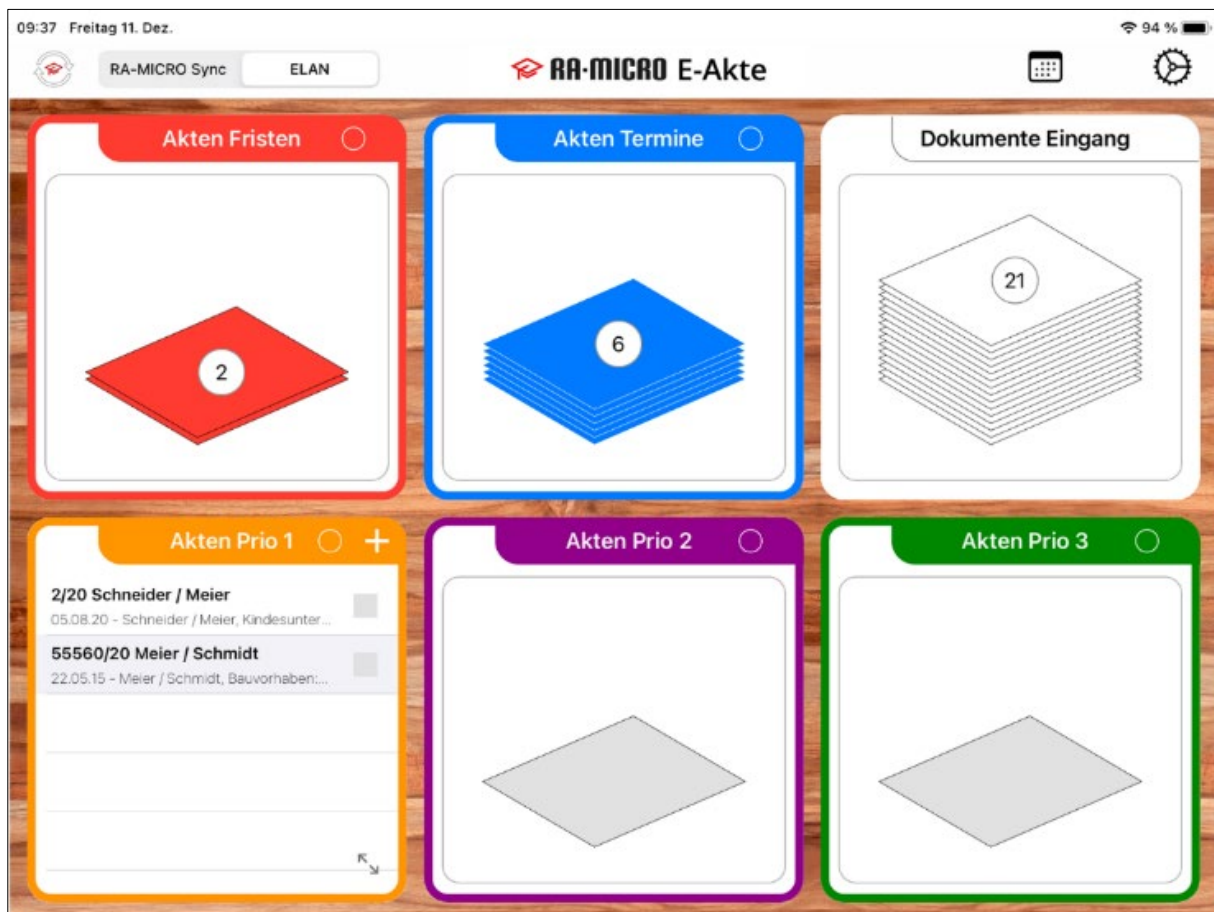 09:37 Freitag 11. Dez.
94 %
RA-MICRO Sync
ELAN
RA-MICRO E-Akte
Akten Fristen
Akten Termine
Dokumente Eingang
2
6
21
Akten Prio 1
Akten Prio 2
Akten Prio 3
2/20 Schneider / Meier
05.08.20 - Schneider / Meier, Kindesunter...
55560/20 Meier / Schmidt
22.05.15 - Meier / Schmidt, Bauvorhaben:...